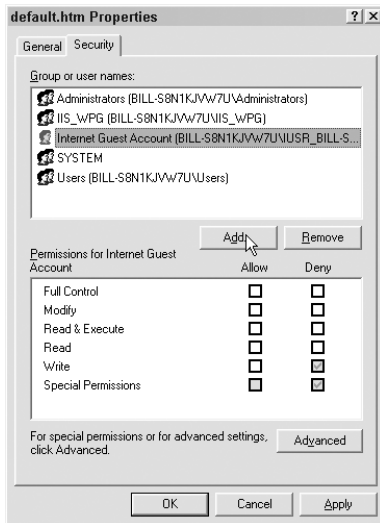 default.htm Properties
General Security
Group or user names:
Administrators (BILL-S8N1KJVW7U\Administrators)
IIS_WPG (BILL-S8N1KJVW7U\IIS_WPG)
Internet Guest Account (BILL-S8N1KJVW7U\IUSR_BILL-S...
SYSTEM
Users (BILL-S8N1KJVW7U\Users)
Add... Remove
Permissions for Internet Guest
Account Allow Deny
Full Control
Modify
Read & Execute
Read
Write
Special Permissions
For special permissions or for advanced settings,
click Advanced. Advanced
OK Cancel Apply